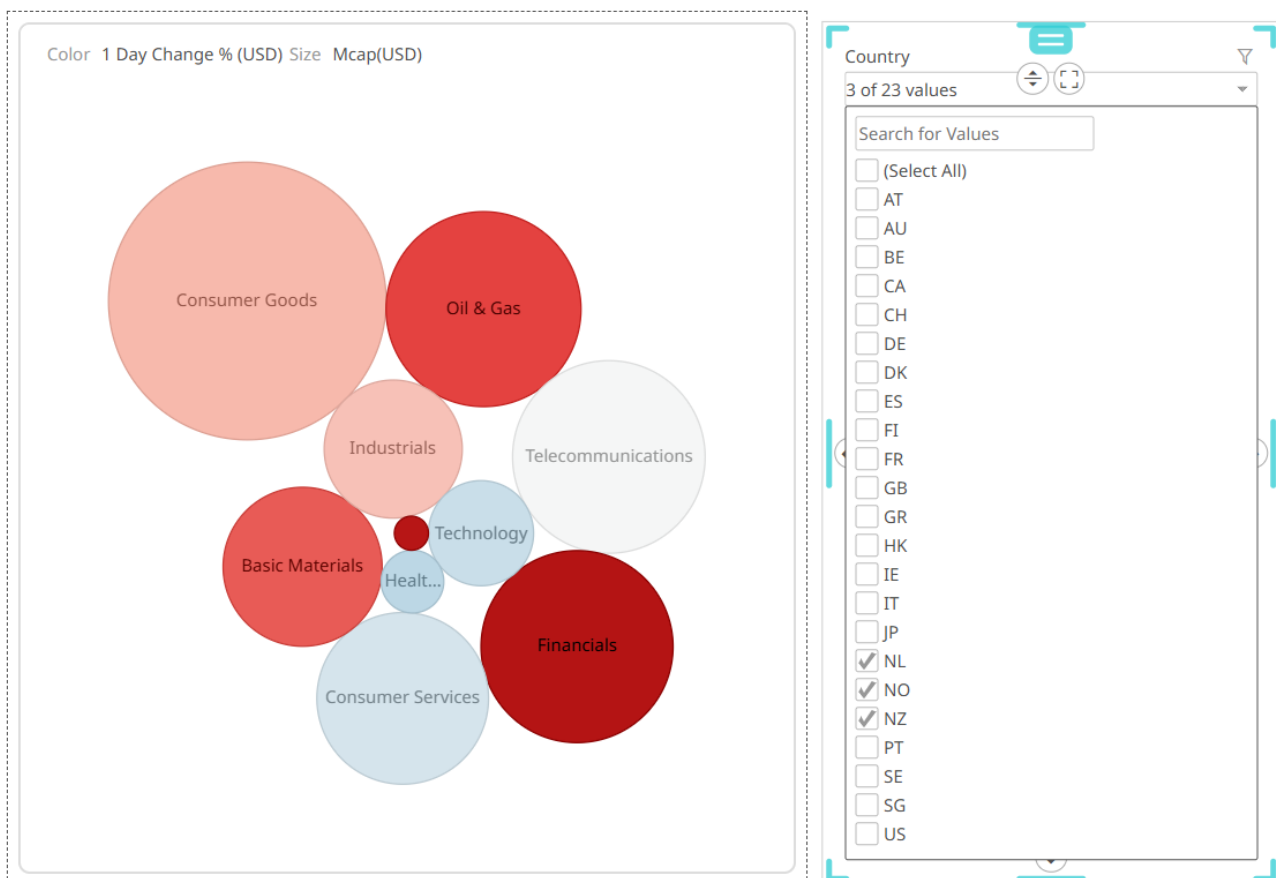 Color 1 Day Change % (USD) Size Mcap(USD)
Consumer Goods
Oil & Gas
Industrials
Telecommunications
Technology
Basic Materials
Healt...
Financials
Consumer Services
Country
3 of 23 values
Search for Values
(Select All)
AT
AU
BE
CA
CH
DE
DK
ES
FI
FR
GB
GR
HK
IE
IT
JP
NL
NO
NZ
PT
SE
SG
US